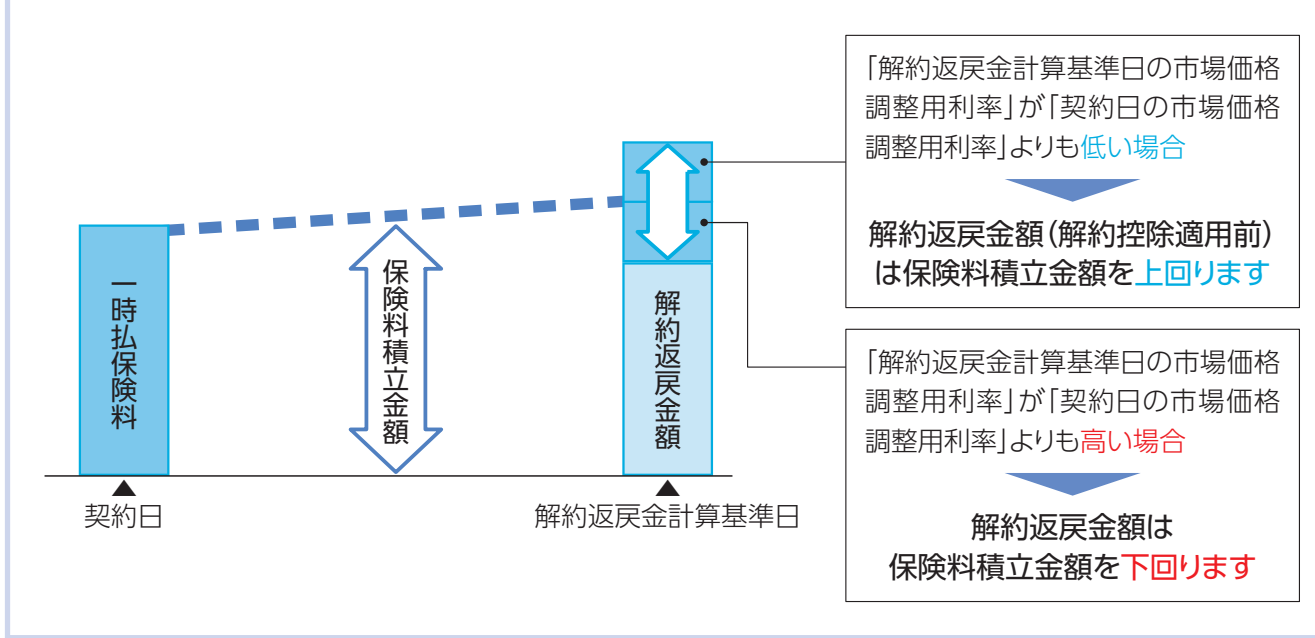 一時払保険料
契約日
保険料積立金額
解約返戻金額
解約返戻金計算基準日
「解約返戻金計算基準日の市場価格
調整用利率」が「契約日の市場価格
調整用利率」よりも低い場合
解約返戻金額(解約控除適用前)
は保険料積立金額を上回ります
「解約返戻金計算基準日の市場価格
調整用利率」が「契約日の市場価格
調整用利率」よりも高い場合
解約返戻金額は
保険料積立金額を下回ります